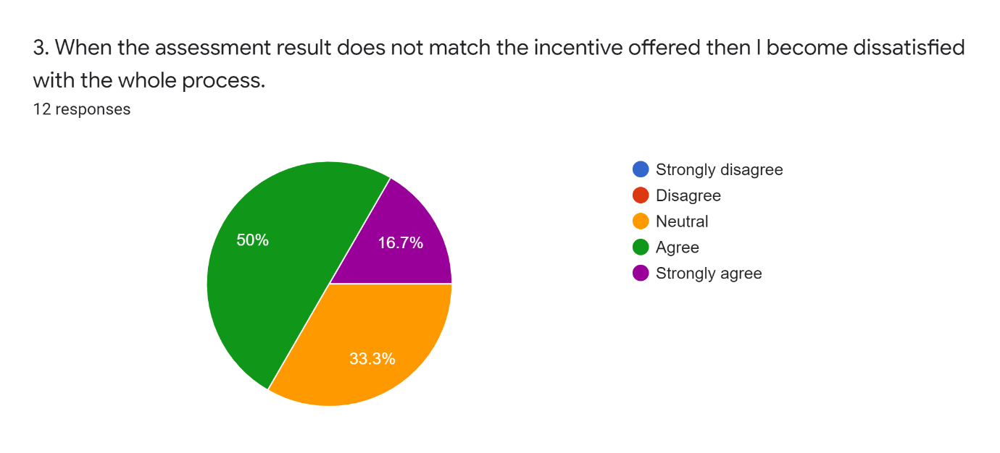 3. When the assessment result does not match the incentive offered then I become dissatisfied
with the whole process.
12 responses
50%
16.7%
33.3%
Strongly disagree
Disagree
Neutral
Agree
Strongly agree